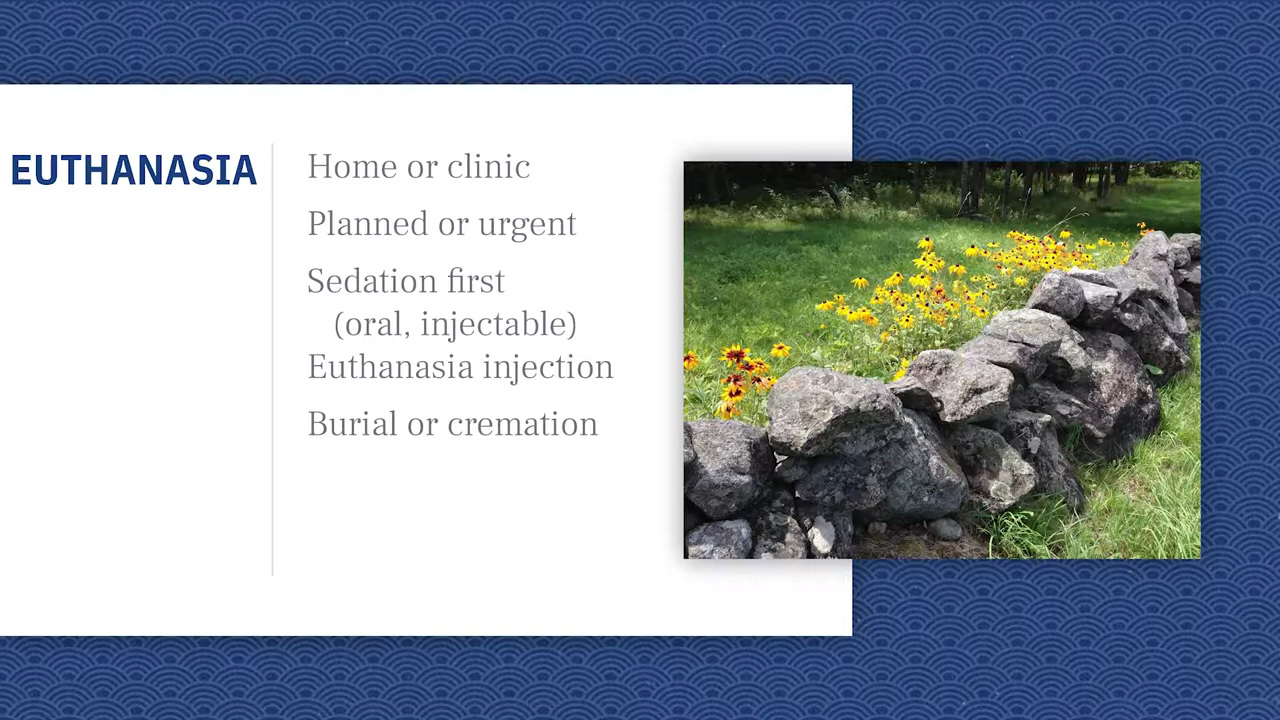 EUTHANASIA
Home or clinic
Planned or urgent
Sedation first
(oral, injectable)
Euthanasia injection
Burial or cremation